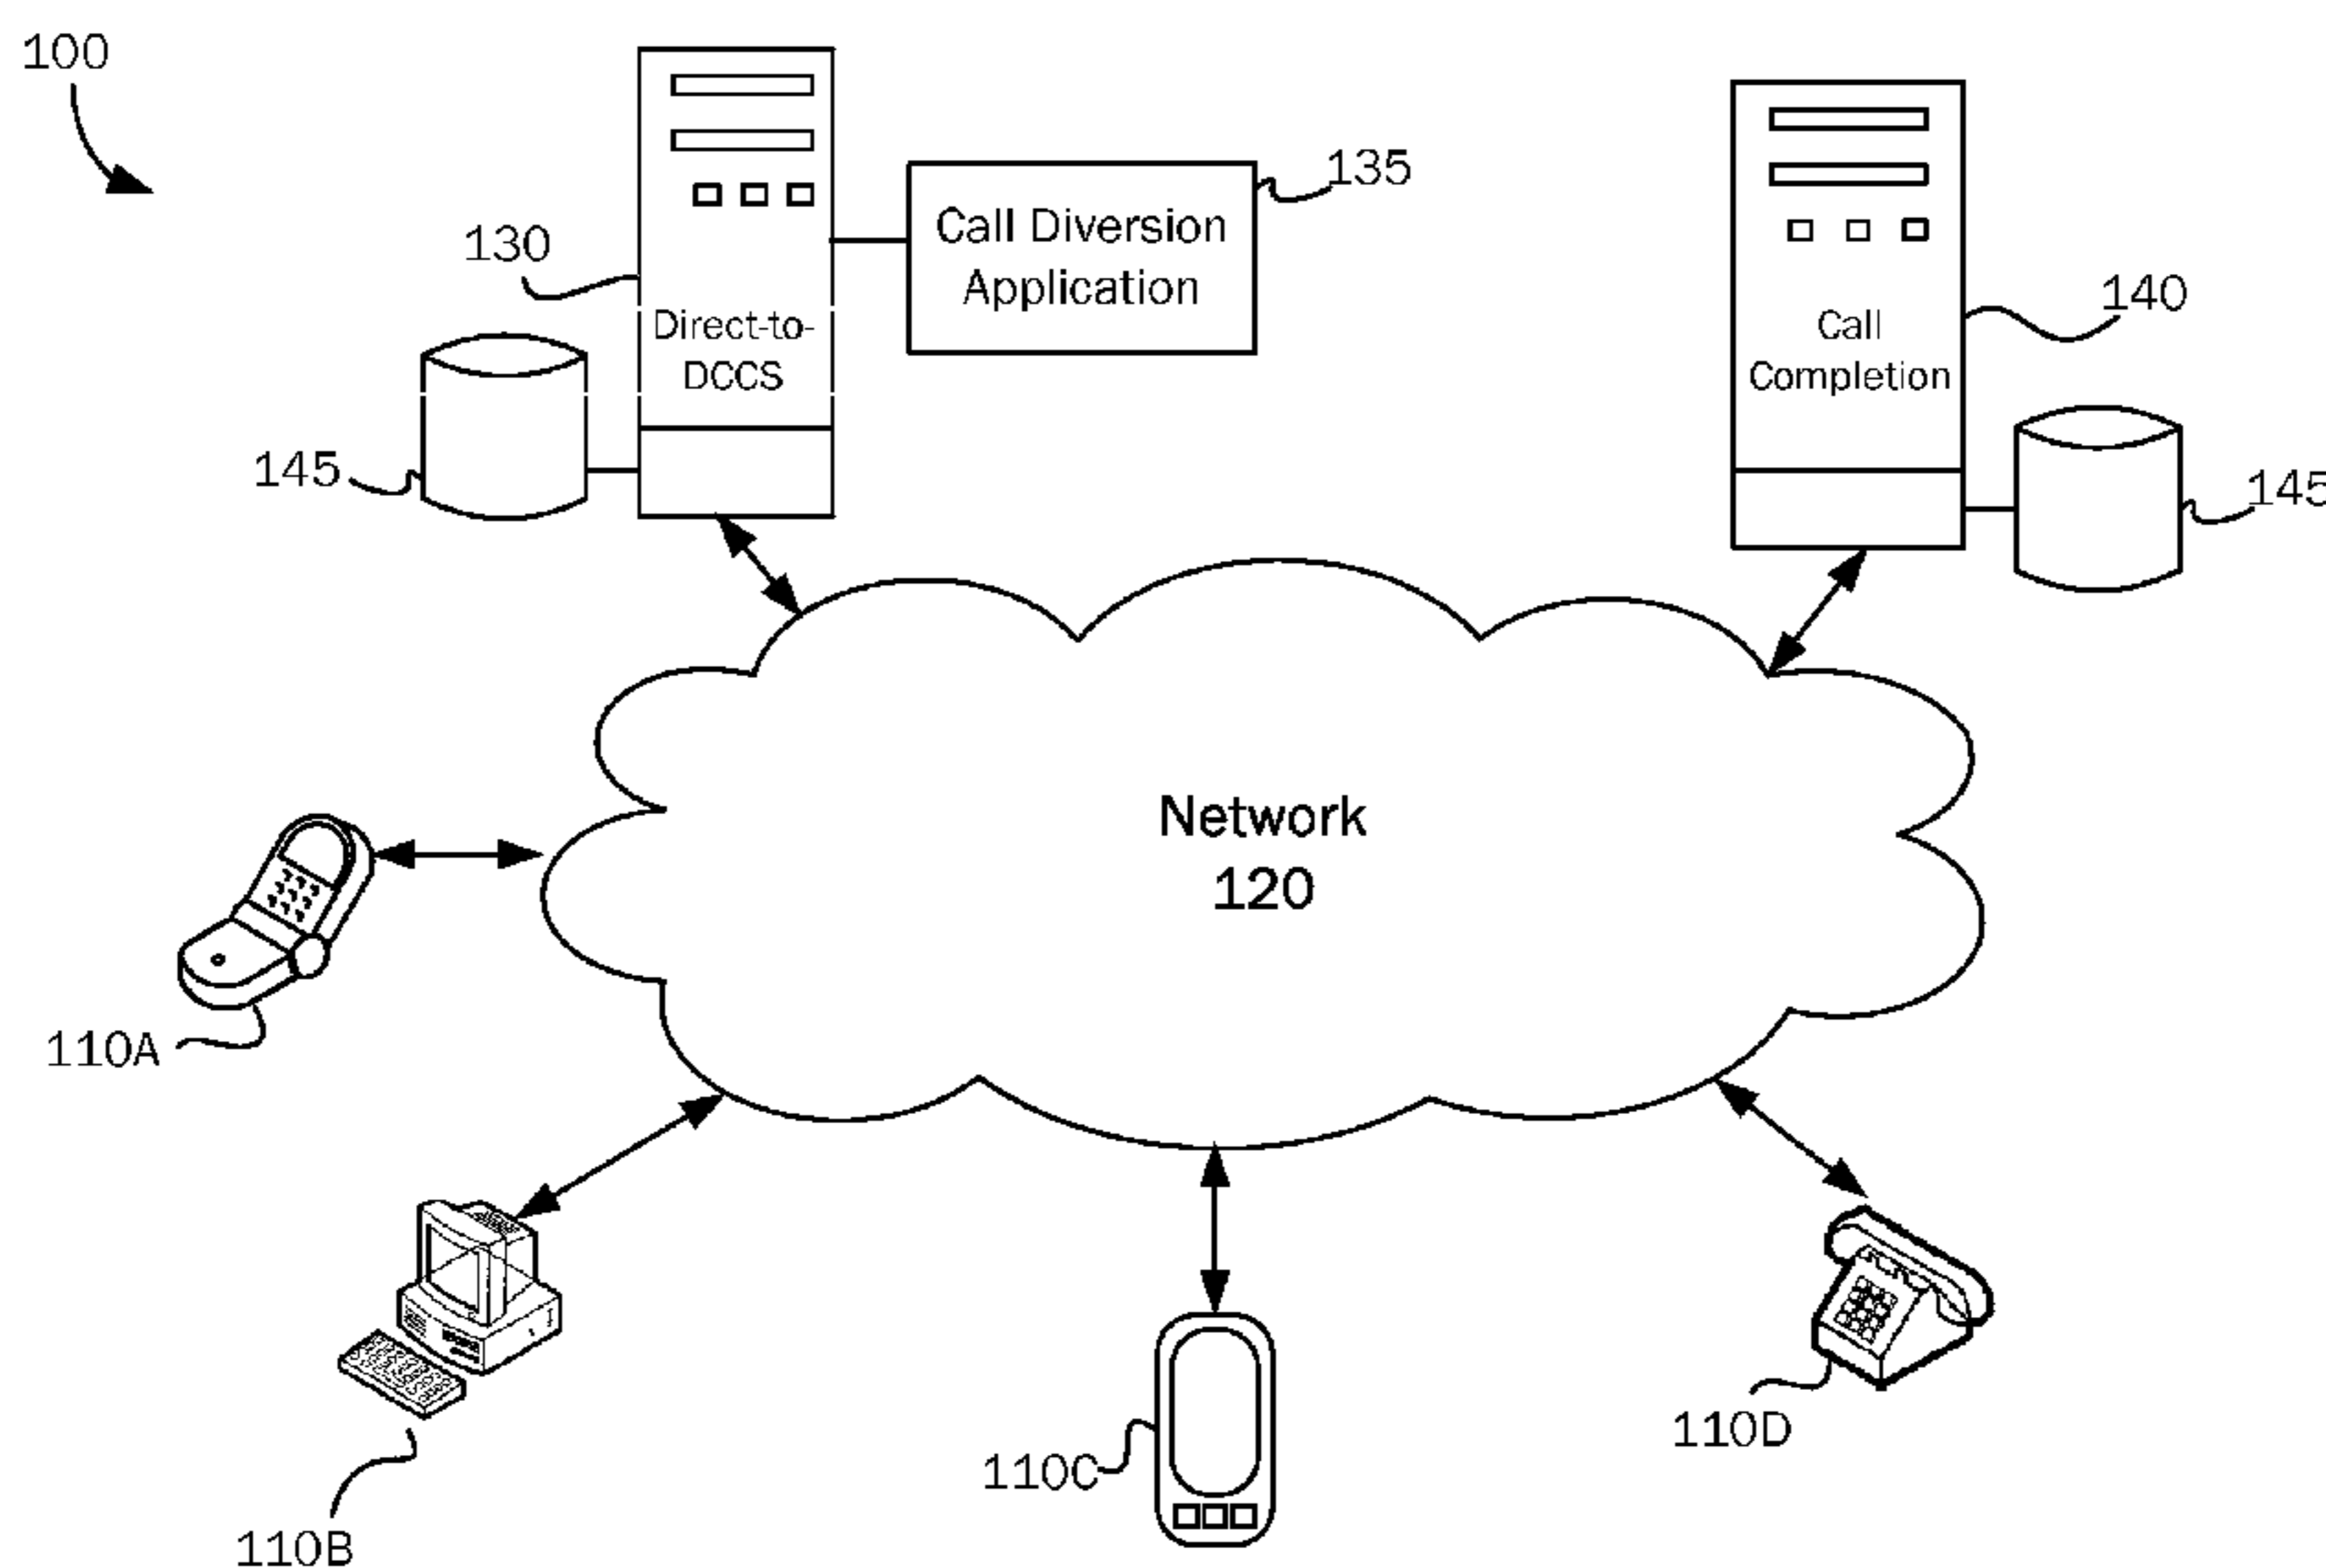 100
130
Direct-to-
DCCS
Call Diversion
Application
135
145
Call
Completion
140
145
Network
120
110A
110B
110C
110D